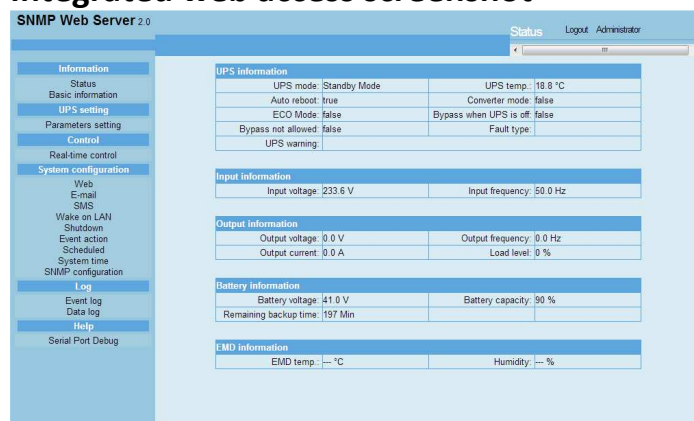 Integrated web access screenshot
SNMP Web Server 2.0
Status Logout Administrator
Information
Status
Basic information
UPS setting
Parameters setting
Control
Real-time control
System configuration
Web
E-mail
SMS
Wake on LAN
Shutdown
Event action
Scheduled
System time
SNMP configuration
Log
Event log
Data log
Help
Serial Port Debug
UPS information
UPS mode: Standby Mode UPS temp.: 18.8 °C
Auto reboot: true Converter mode: false
ECO Mode: false Bypass when UPS is off: false
Bypass not allowed: false Fault type:
UPS warning:
Input information
Input voltage: 233.6 V Input frequency: 50.0 Hz
Output information
Output voltage: 0.0 V Output frequency: 0.0 Hz
Output current: 0.0 A Load level: 0 %
Battery information
Battery voltage: 41.0 V Battery capacity: 90 %
Remaining backup time: 197 Min
EMD information
EMD temp.: --- °C Humidity: --- %